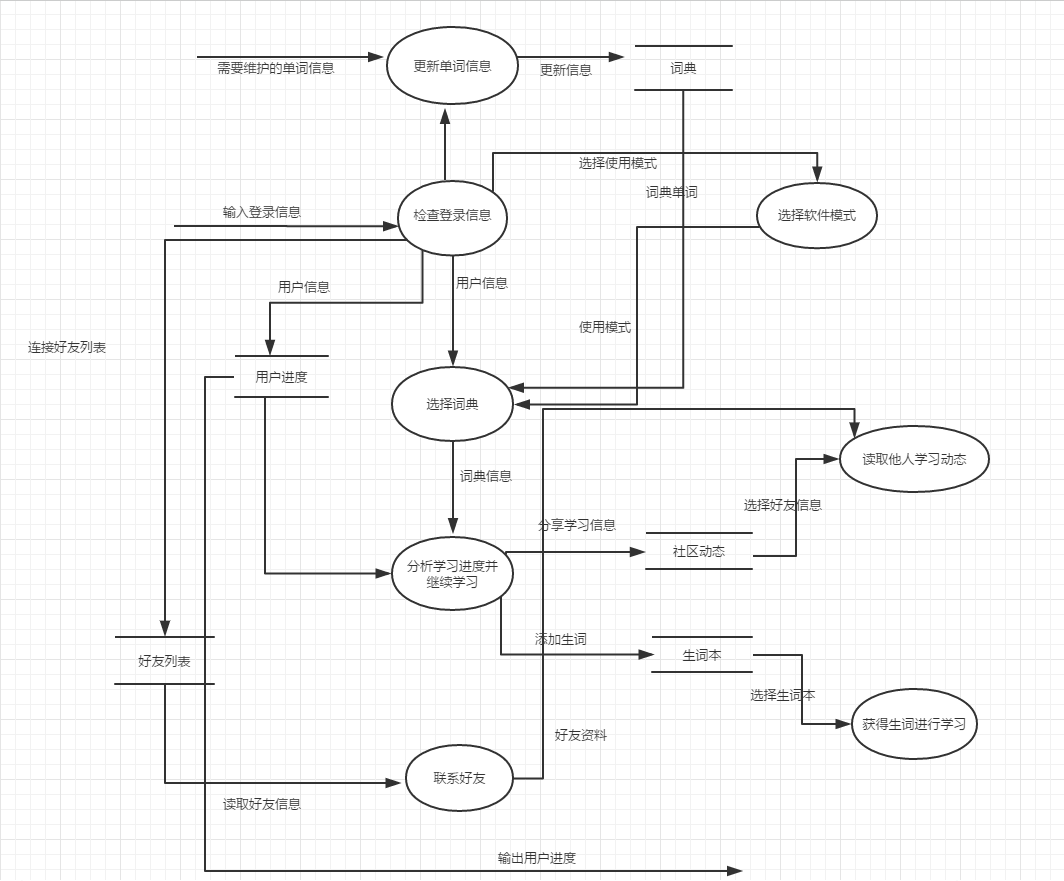 需要维护的单词信息
更新单词信息
更新信息
词典
选择使用模式
词典单词
输入登录信息
检查登录信息
选择软件模式
用户信息
用户信息
使用模式
连接好友列表
用户进度
选择词典
读取他人学习动态
词典信息
选择好友信息
分享学习信息
社区动态
分析学习进度并
继续学习
添加生词
生词本
好友列表
选择生词本
获得生词进行学习
好友资料
联系好友
读取好友信息
输出用户进度